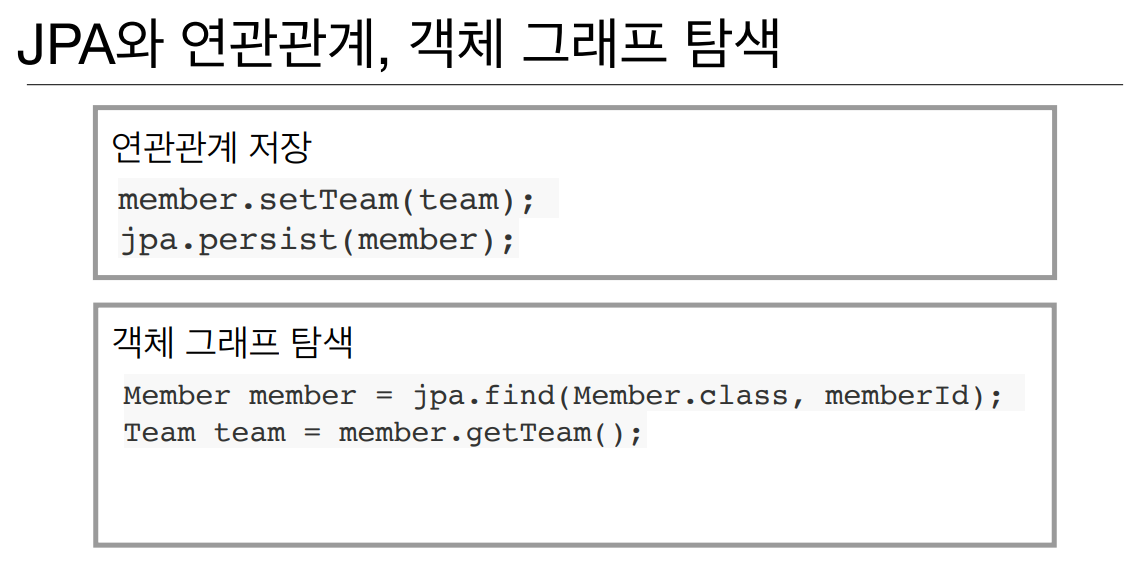 JPA와 연관관계, 객체 그래프 탐색
연관관계 저장
member.setTeam(team);
jpa.persist(member);
객체 그래프 탐색
Member member = jpa.find(Member.class, memberId);
Team team = member.getTeam();